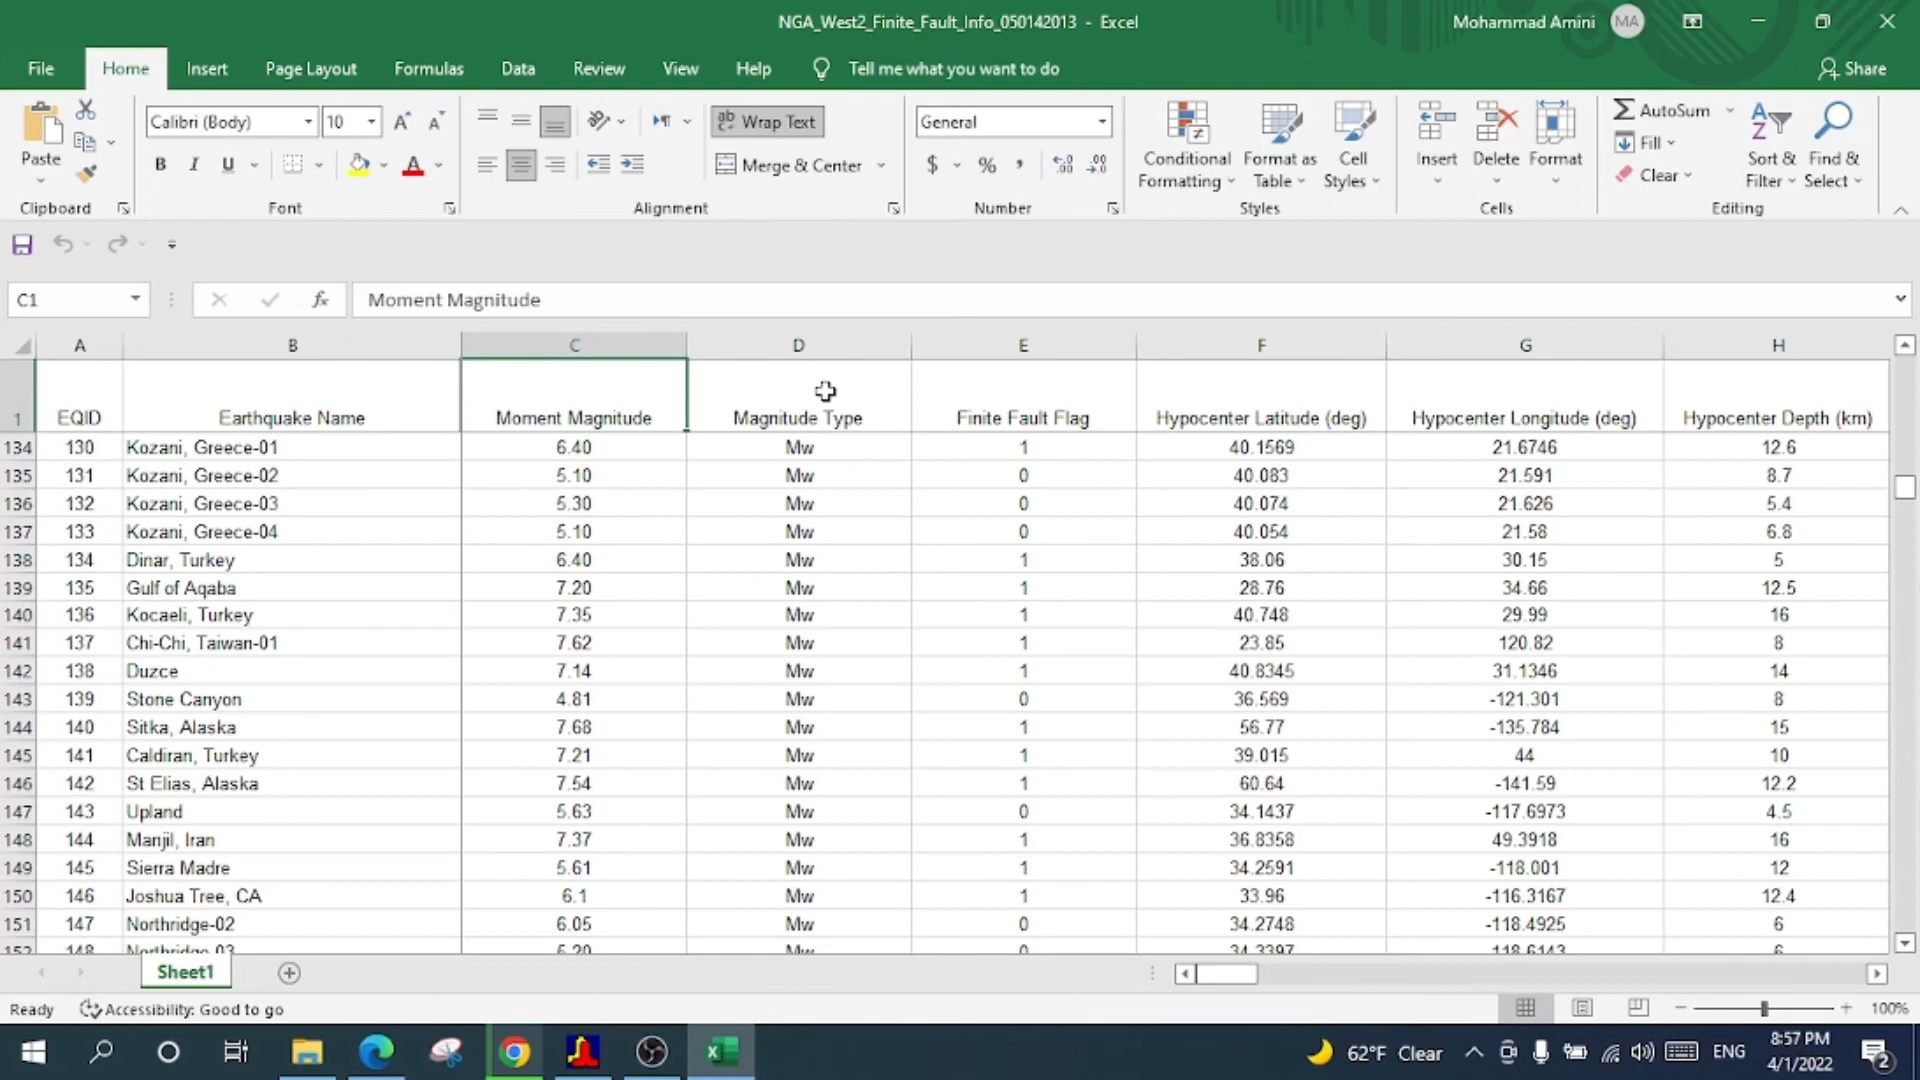 NGA_West2_Finite_Fault_Info_050142013 - Excel
Mohammad Amini MA
File Home Insert Page Layout Formulas Data Review View Help Tell me what you want to do Share
Paste
Clipboard
Calibri (Body) 10
B I U
Font
Wrap Text
Merge & Center
Alignment
General
$ % ,
Number
Conditional Formatting
Format as Table
Cell Styles
Styles
Insert Delete Format
Cells
AutoSum
Fill
Clear
Sort & Filter
Find & Select
Editing
C1 fx Moment Magnitude
A B C D E F G H
1 EQID Earthquake Name Moment Magnitude Magnitude Type Finite Fault Flag Hypocenter Latitude (deg) Hypocenter Longitude (deg) Hypocenter Depth (km)
134 130 Kozani, Greece-01 6.40 Mw 1 40.1569 21.6746 12.6
135 131 Kozani, Greece-02 5.10 Mw 0 40.083 21.591 8.7
136 132 Kozani, Greece-03 5.30 Mw 0 40.074 21.626 5.4
137 133 Kozani, Greece-04 5.10 Mw 0 40.054 21.58 6.8
138 134 Dinar, Turkey 6.40 Mw 1 38.06 30.15 5
139 135 Gulf of Aqaba 7.20 Mw 1 28.76 34.66 12.5
140 136 Kocaeli, Turkey 7.35 Mw 1 40.748 29.99 16
141 137 Chi-Chi, Taiwan-01 7.62 Mw 1 23.85 120.82 8
142 138 Duzce 7.14 Mw 1 40.8345 31.1346 14
143 139 Stone Canyon 4.81 Mw 0 36.569 -121.301 8
144 140 Sitka, Alaska 7.68 Mw 1 56.77 -135.784 15
145 141 Caldiran, Turkey 7.21 Mw 1 39.015 44 10
146 142 St Elias, Alaska 7.54 Mw 1 60.64 -141.59 12.2
147 143 Upland 5.63 Mw 0 34.1437 -117.6973 4.5
148 144 Manjil, Iran 7.37 Mw 1 36.8358 49.3918 16
149 145 Sierra Madre 5.61 Mw 1 34.2591 -118.001 12
150 146 Joshua Tree, CA 6.1 Mw 1 33.96 -116.3167 12.4
151 147 Northridge-02 6.05 Mw 0 34.2748 -118.4925 6
152 148 Northridge-03 5.20 Mw 0 34.3397 -118.6143 6
Sheet1
Ready Accessibility: Good to go 100%
62°F Clear ENG 8:57 PM
4/1/2022 2